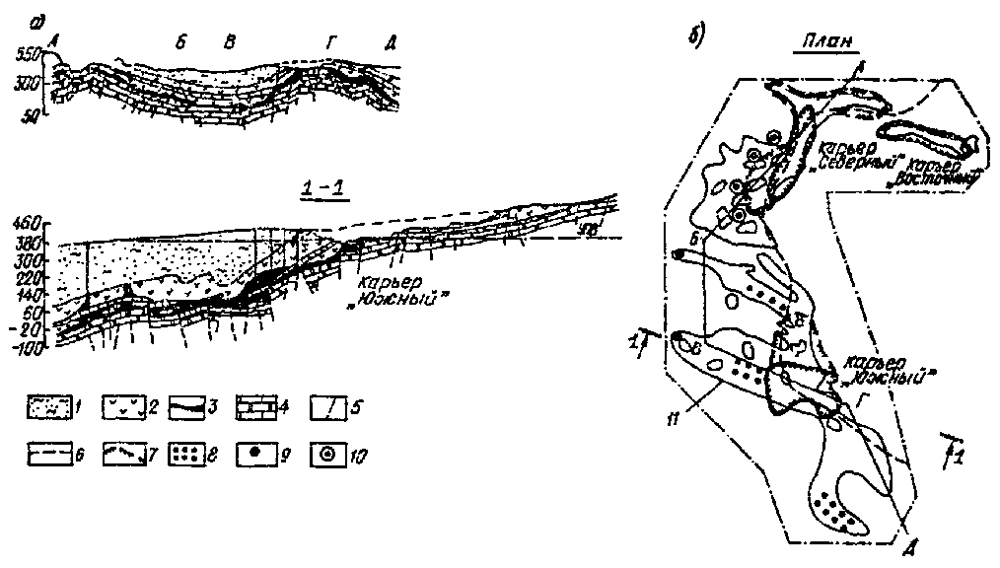 а)
А Б В Г Д
550
300
50
1-1
460
380
300
220
140
60
-20
-100
УВ
карьер
„Южный"
1 2 3 4 5
6 7 8 9 10
б)
План
А
карьер
„Северный"
карьер
„Восточный"
Б
В
1
карьер
„Южный"
Г
11
1
Д